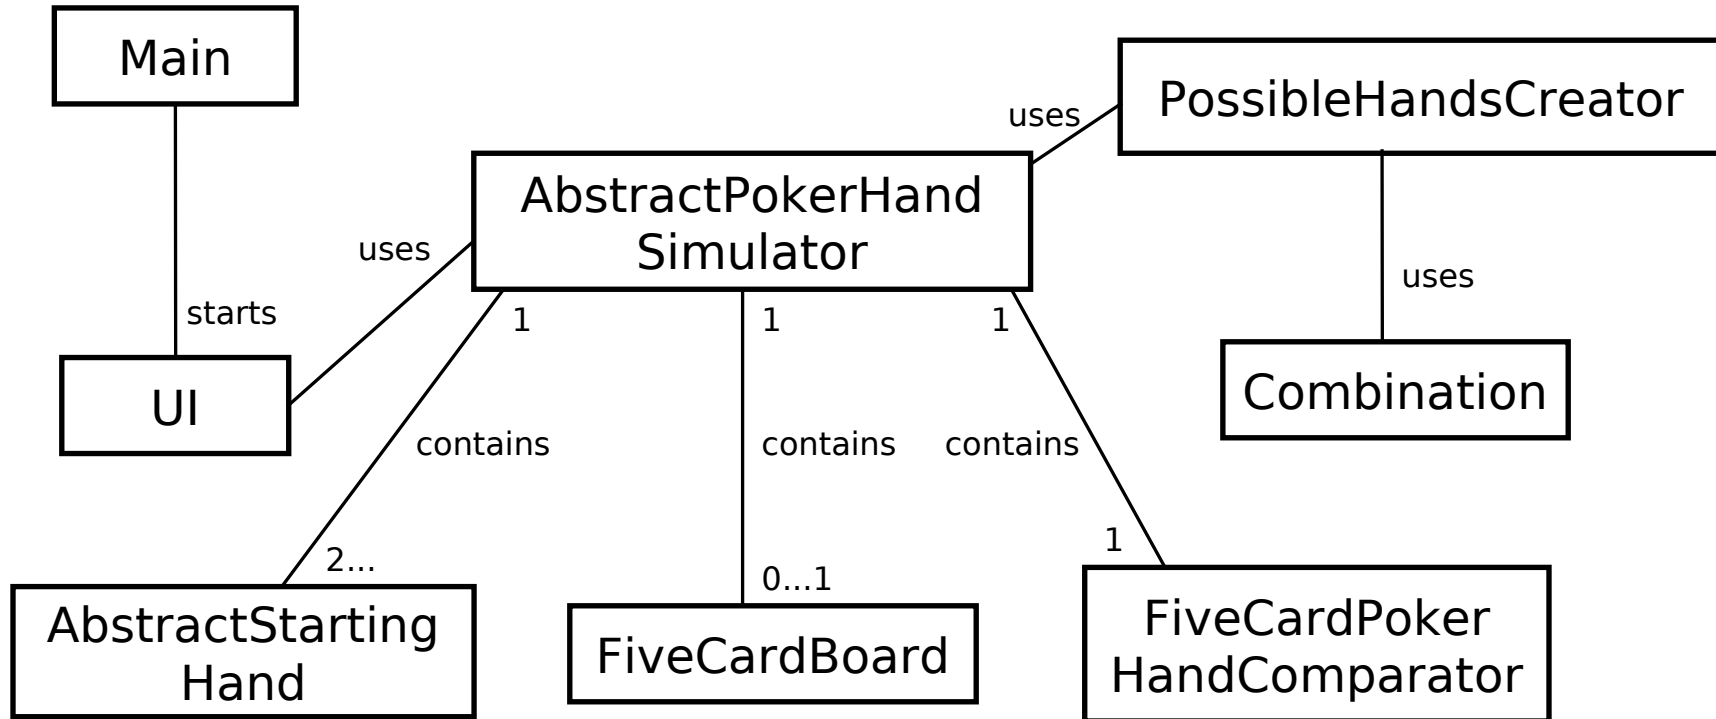 Main
PossibleHandsCreator
uses
AbstractPokerHand
Simulator
uses
uses
starts
1
1
1
UI
Combination
contains
contains
contains
1
2...
0...1
AbstractStarting
Hand
FiveCardBoard
FiveCardPoker
HandComparator